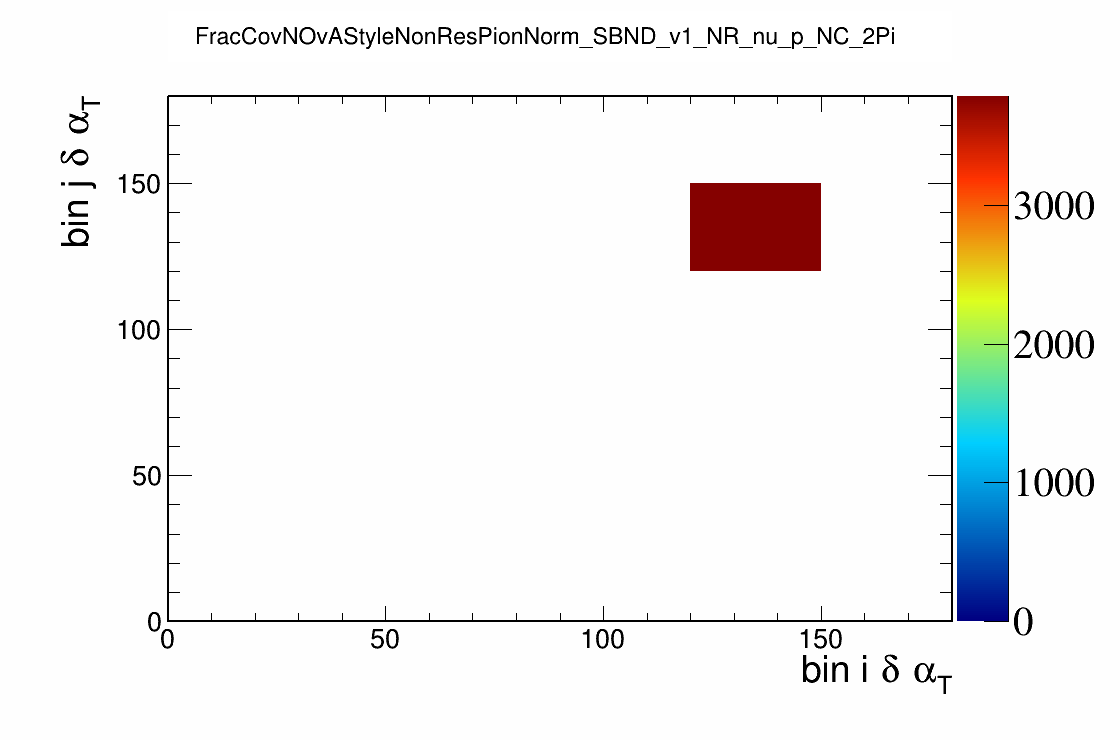 FracCovNOvAStyleNonResPionNorm_SBND_v1_NR_nu_p_NC_2Pi
bin j δ α_T
150
100
50
0
0 50 100 150
bin i δ α_T
3000
2000
1000
0